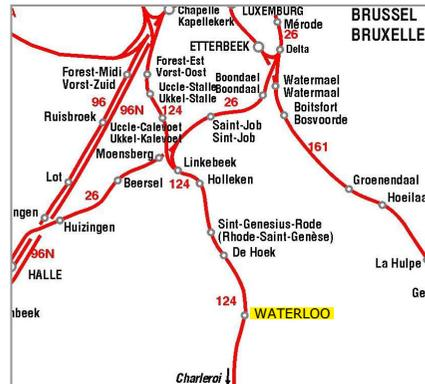 Chapelle
Kapellekerk
LUXEMBURG
Mérode
BRUSSEL
BRUXELLE
26
ETTERBEEK
Delta
Forest-Est
Vorst-Oost
Forest-Midi
Vorst-Zuid
Boondael
Boondaal
Watermael
Watermaal
Uccle-Stalle
Ukkel-Stalle
96
96N
124
26
Ruisbroek
Boitsfort
Bosvoorde
Uccle-Calevoet
Ukkel-Kalevoet
Saint-Job
Sint-Job
Moensberg
161
Linkebeek
Lot
124
Holleken
Beersel
26
Groenendaal
Hoeilaa
ngen
Huizingen
Sint-Genesius-Rode
(Rhode-Saint-Genèse)
De Hoek
96N
La Hulpe
HALLE
Ge
124
WATERLOO
nbeek
Charleroi